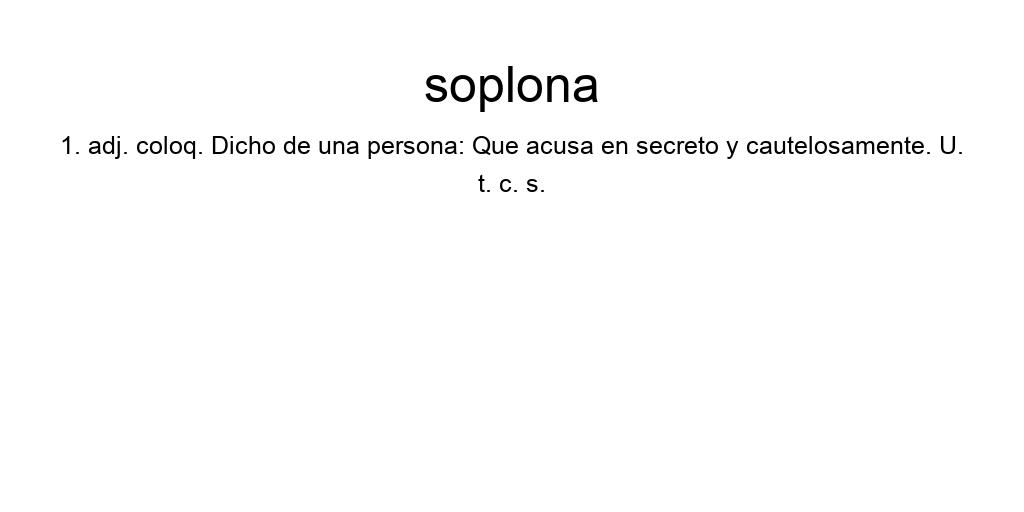 soplona
1. adj. coloq. Dicho de una persona: Que acusa en secreto y cautelosamente. U.
t. c. s.